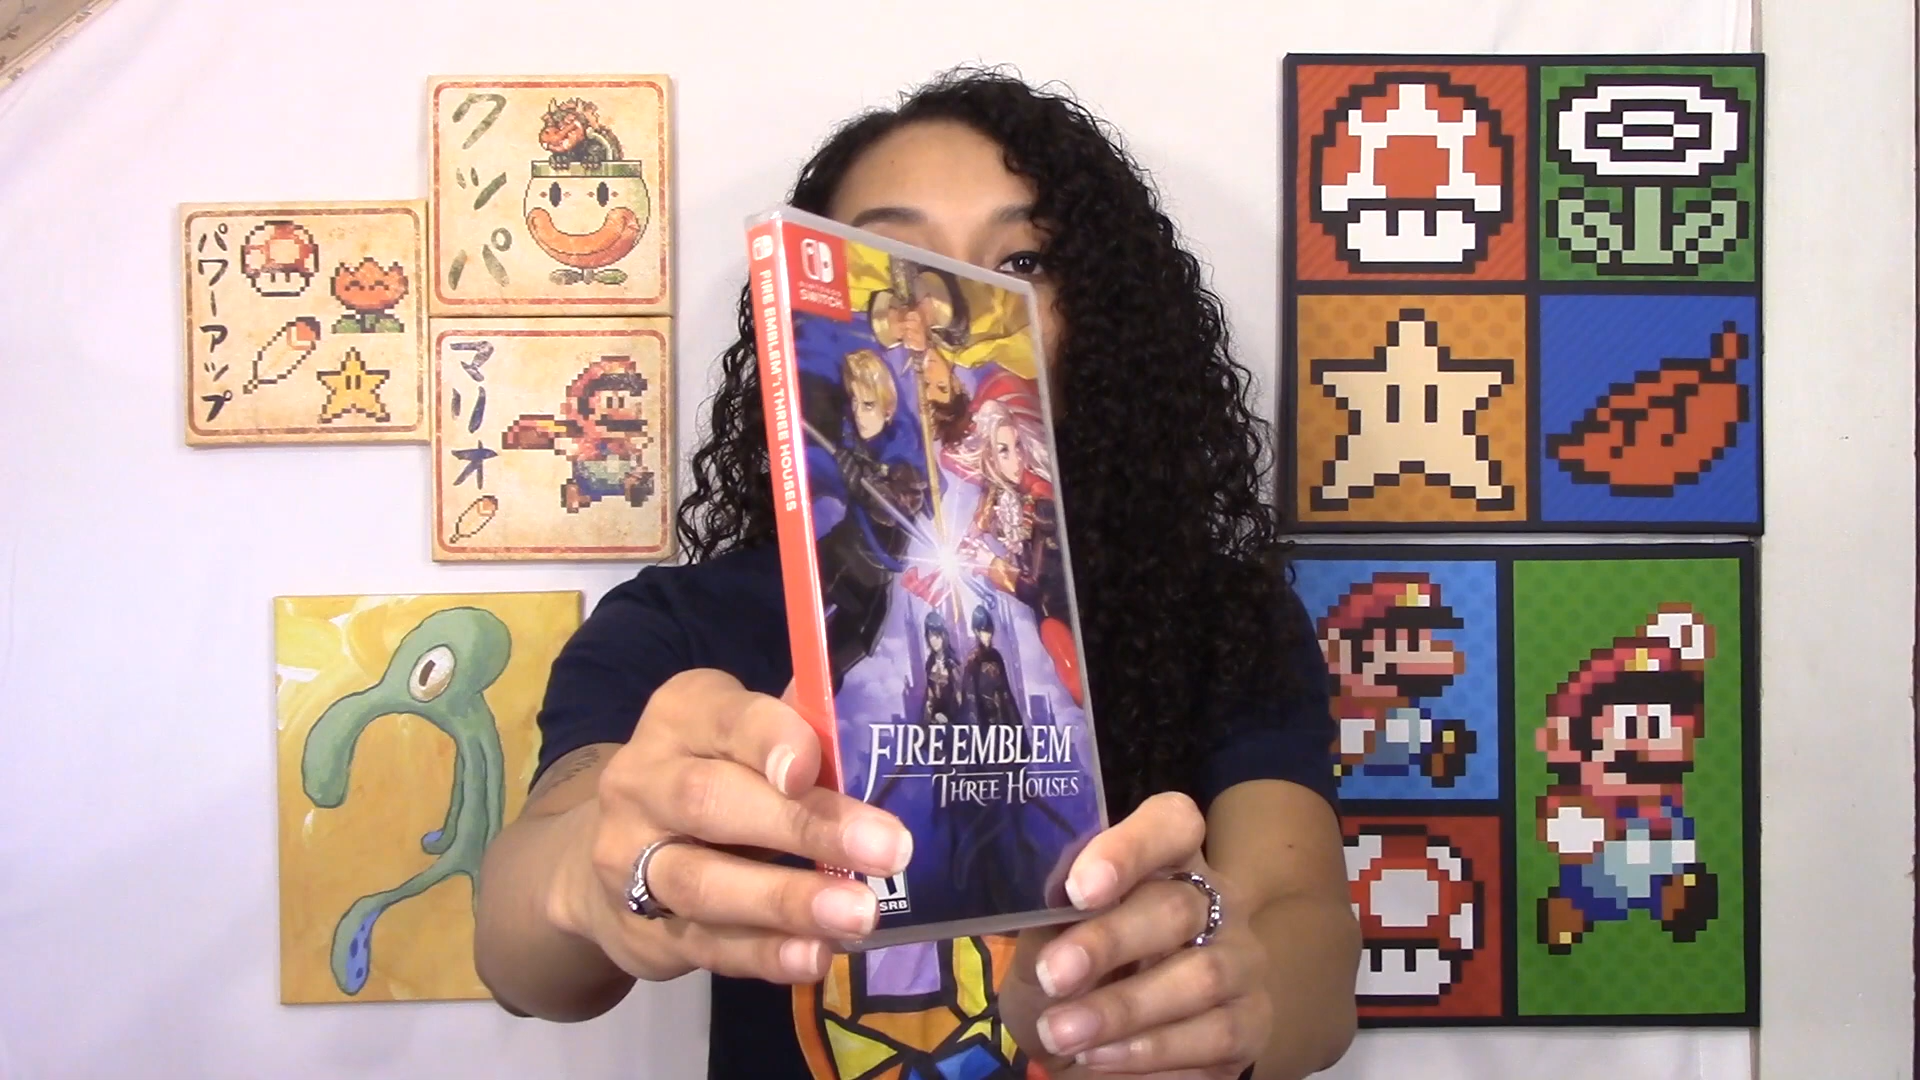 クッパ
パワーアップ
マリオ
NINTENDO
SWITCH
FIRE EMBLEM™: THREE HOUSES
FIRE EMBLEM
THREE HOUSES
ESRB